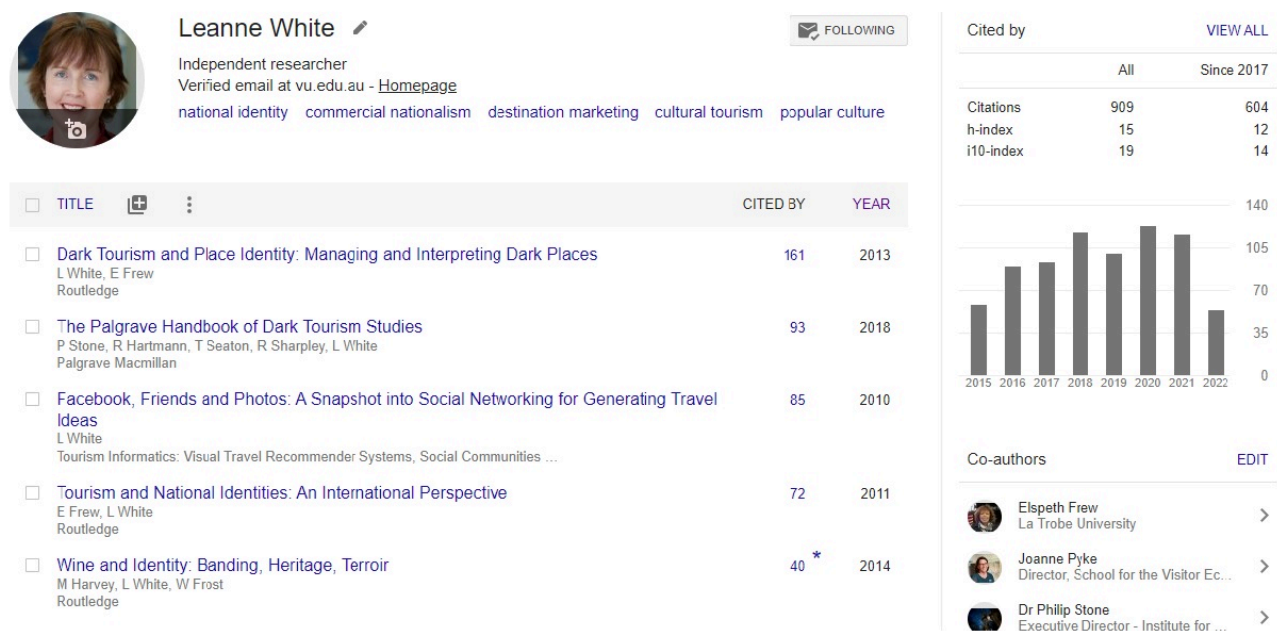 Leanne White
FOLLOWING
Independent researcher
Verified email at vu.edu.au - Homepage
national identity commercial nationalism destination marketing cultural tourism popular culture
TITLE CITED BY YEAR
Dark Tourism and Place Identity: Managing and Interpreting Dark Places 161 2013
L White, E Frew
Routledge
The Palgrave Handbook of Dark Tourism Studies 93 2018
P Stone, R Hartmann, T Seaton, R Sharpley, L White
Palgrave Macmillan
Facebook, Friends and Photos: A Snapshot into Social Networking for Generating Travel 85 2010
Ideas
L White
Tourism Informatics: Visual Travel Recommender Systems, Social Communities ...
Tourism and National Identities: An International Perspective 72 2011
E Frew, L White
Routledge
Wine and Identity: Banding, Heritage, Terroir 40 * 2014
M Harvey, L White, W Frost
Routledge
Cited by VIEW ALL
All Since 2017
Citations 909 604
h-index 15 12
i10-index 19 14
140
105
70
35
0
2015 2016 2017 2018 2019 2020 2021 2022
Co-authors EDIT
Elspeth Frew
La Trobe University
Joanne Pyke
Director, School for the Visitor Ec...
Dr Philip Stone
Executive Director - Institute for ...